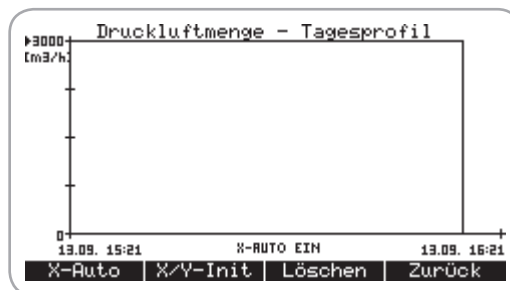 Druckluftmenge - Tagesprofil
▶3000
[m3/h]
0
13.09. 15:21 X-AUTO EIN 13.09. 16:21
X-Auto X/Y-Init Löschen Zurück